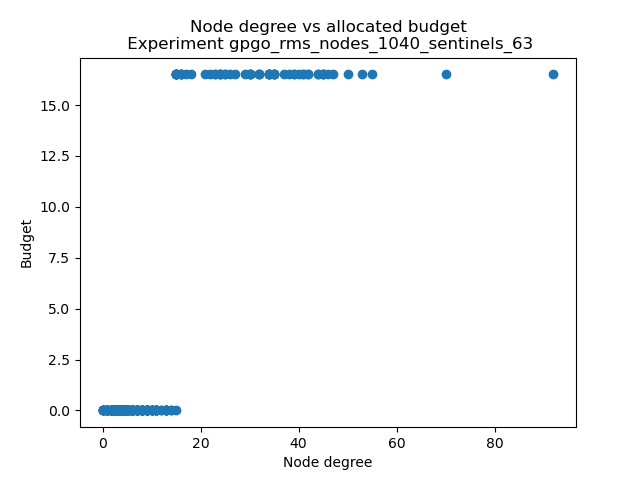 Node degree vs allocated budget
Experiment gpgo_rms_nodes_1040_sentinels_63
15.0
12.5
10.0
7.5
5.0
2.5
0.0
Budget
0 20 40 60 80
Node degree